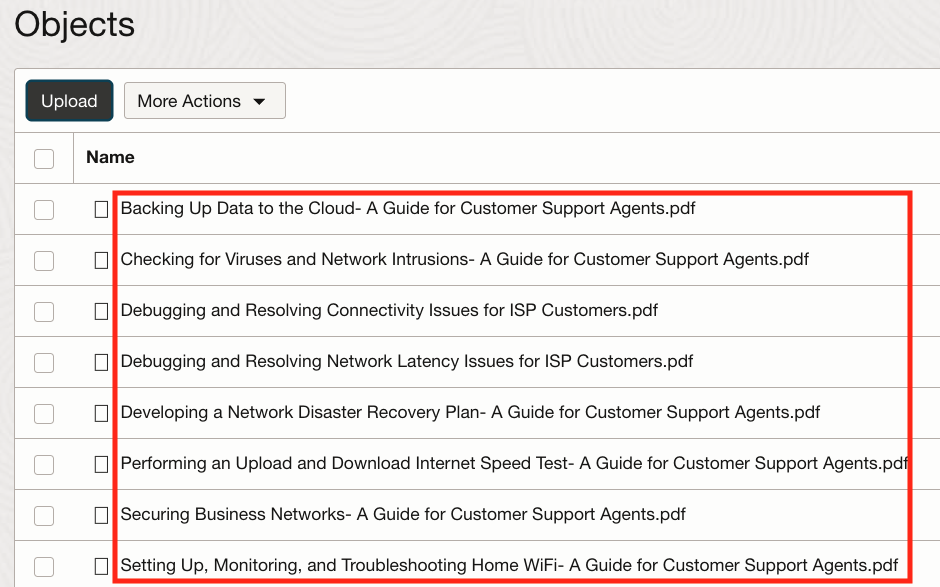 Objects
Upload More Actions
Name
Backing Up Data to the Cloud- A Guide for Customer Support Agents.pdf
Checking for Viruses and Network Intrusions- A Guide for Customer Support Agents.pdf
Debugging and Resolving Connectivity Issues for ISP Customers.pdf
Debugging and Resolving Network Latency Issues for ISP Customers.pdf
Developing a Network Disaster Recovery Plan- A Guide for Customer Support Agents.pdf
Performing an Upload and Download Internet Speed Test- A Guide for Customer Support Agents.pdf
Securing Business Networks- A Guide for Customer Support Agents.pdf
Setting Up, Monitoring, and Troubleshooting Home WiFi- A Guide for Customer Support Agents.pdf